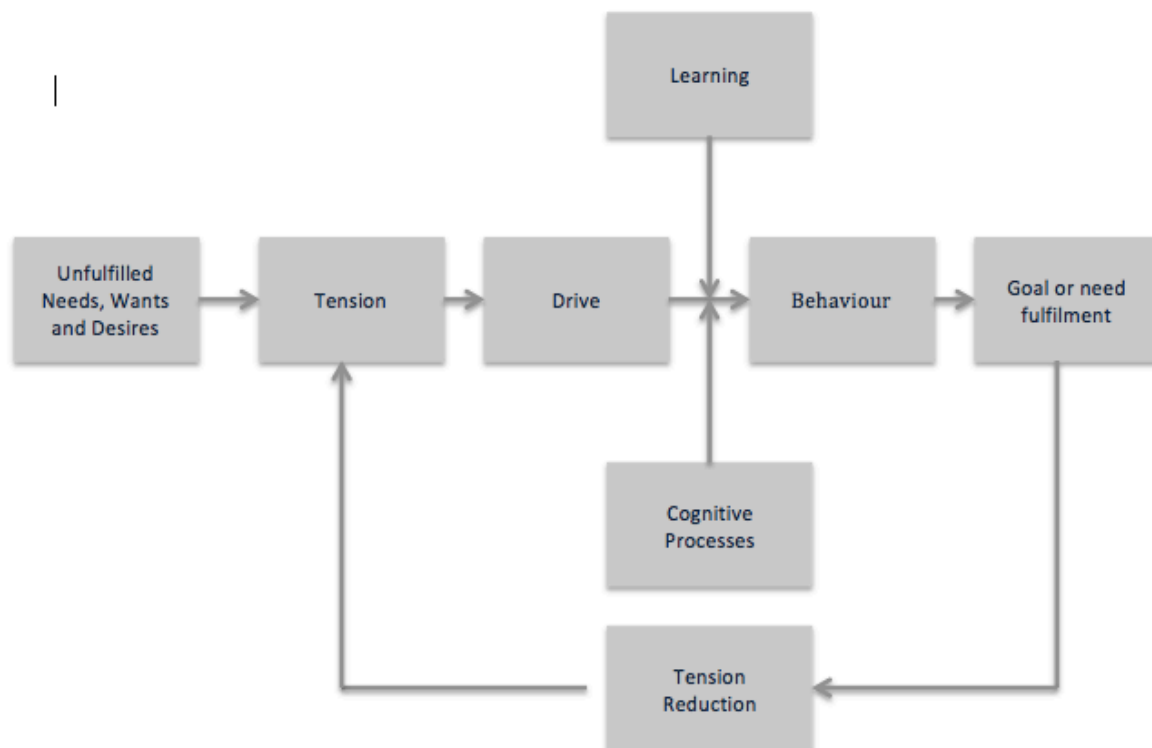 Learning
Unfulfilled
Needs, Wants
and Desires
Tension
Drive
Behaviour
Goal or need
fulfilment
Cognitive
Processes
Tension
Reduction